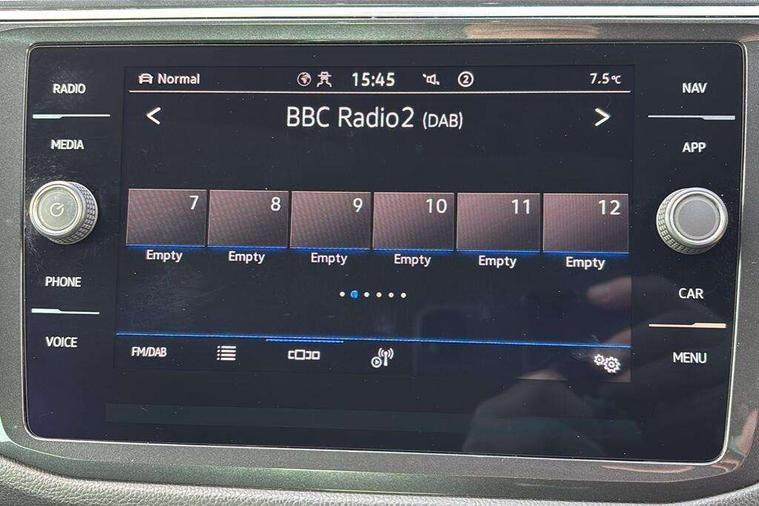 RADIO
MEDIA
PHONE
VOICE
Normal 15:45 2 7.5°C
BBC Radio2 (DAB)
7 8 9 10 11 12
Empty Empty Empty Empty Empty Empty
FM/DAB
NAV
APP
CAR
MENU